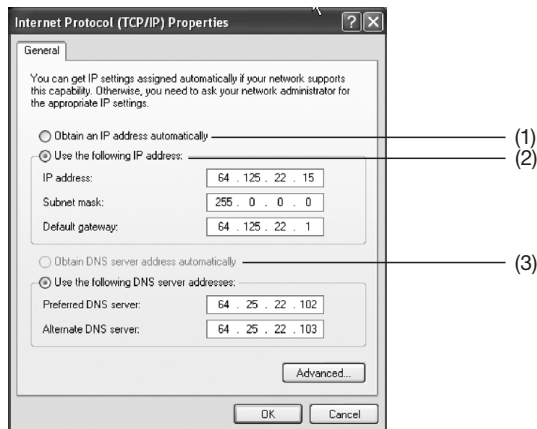 Internet Protocol (TCP/IP) Properties
General
You can get IP settings assigned automatically if your network supports
this capability. Otherwise, you need to ask your network administrator for
the appropriate IP settings.
Obtain an IP address automatically
(1)
Use the following IP address:
(2)
IP address: 64 . 125 . 22 . 15
Subnet mask: 255 . 0 . 0 . 0
Default gateway: 64 . 125 . 22 . 1
Obtain DNS server address automatically
(3)
Use the following DNS server addresses:
Preferred DNS server: 64 . 25 . 22 . 102
Alternate DNS server: 64 . 25 . 22 . 103
Advanced...
OK Cancel